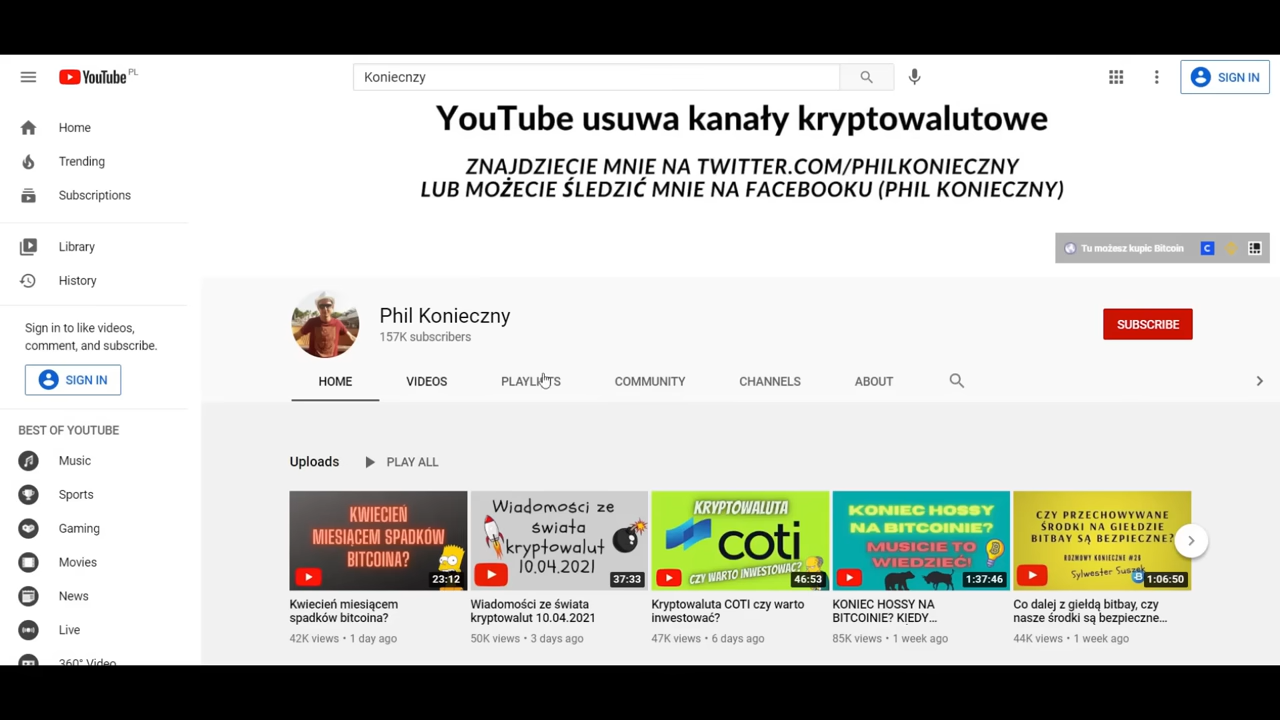 YouTube PL
Koniecnzy
SIGN IN
YouTube usuwa kanały kryptowalutowe
ZNAJDZIECIE MNIE NA TWITTER.COM/PHILKONIECZNY
LUB MOŻECIE ŚLEDZIĆ MNIE NA FACEBOOKU (PHIL KONIECZNY)
Tu możesz kupic Bitcoin
Home
Trending
Subscriptions
Library
History
Sign in to like videos,
comment, and subscribe.
SIGN IN
BEST OF YOUTUBE
Music
Sports
Gaming
Movies
News
Live
360° Video
Phil Konieczny
157K subscribers
SUBSCRIBE
HOME VIDEOS PLAYLISTS COMMUNITY CHANNELS ABOUT
Uploads PLAY ALL
KWIECIEŃ
MIESIĄCEM SPADKÓW
BITCOINA?
23:12
Kwiecień miesiącem
spadków bitcoina?
42K views • 1 day ago
Wiadomości ze
świata
kryptowalut
10.04.2021
37:33
Wiadomości ze świata
kryptowalut 10.04.2021
50K views • 3 days ago
KRYPTOWALUTA
COTI
CZY WARTO INWESTOWAĆ?
46:53
Kryptowaluta COTI czy warto
inwestować?
47K views • 6 days ago
KONIEC HOSSY
NA BITCOINIE?
MUSICIE TO
WIEDZIEĆ!
1:37:46
KONIEC HOSSY NA
BITCOINIE? KIEDY...
85K views • 1 week ago
CZY PRZECHOWYWANE
ŚRODKI NA GIEŁDZIE
BITBAY SĄ BEZPIECZNE?
ROZMOWY KONIECZNE #26
Sylwester Suszek
1:06:50
Co dalej z giełdą bitbay, czy
nasze środki są bezpieczne...
44K views • 1 week ago